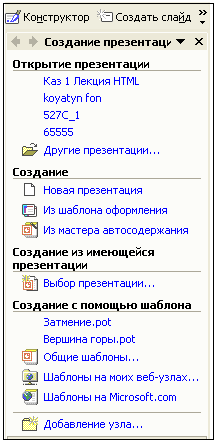 Конструктор Создать слайд »
Создание презентаци
Открытие презентации
Каз 1 Лекция HTML
koyatyn fon
527C_1
65555
Другие презентации...
Создание
Новая презентация
Из шаблона оформления
Из мастера автосодержания
Создание из имеющейся
презентации
Выбор презентации...
Создание с помощью шаблона
Затмение.pot
Вершина горы.pot
Общие шаблоны...
Шаблоны на моих веб-узлах...
Шаблоны на Microsoft.com
Добавление узла...